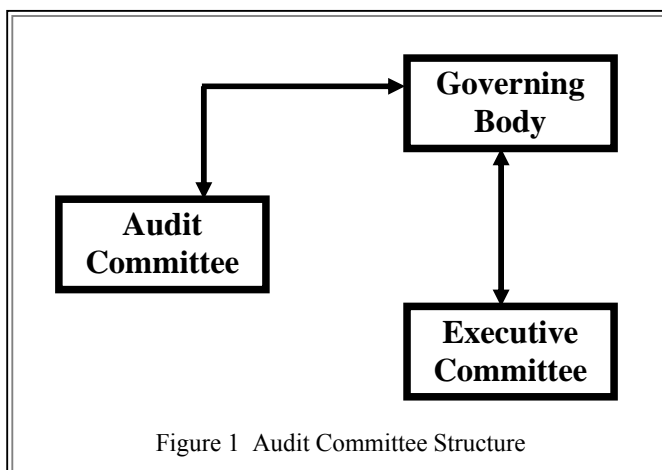 Governing
Body
Audit
Committee
Executive
Committee
Figure 1 Audit Committee Structure